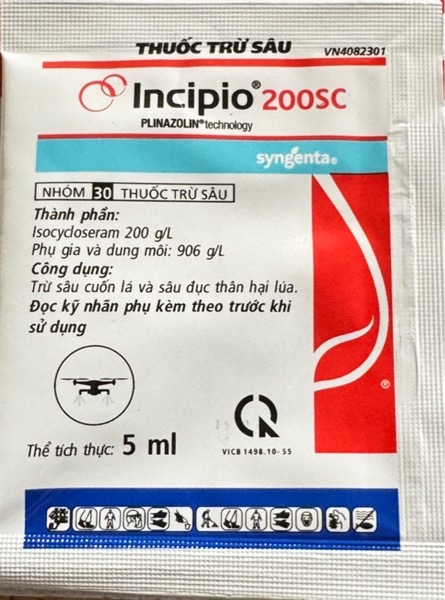 THUỐC TRỪ SÂU
VN4082301
Incipio® 200SC
PLINAZOLIN® technology
syngenta®
NHÓM 30 THUỐC TRỪ SÂU
Thành phần:
Isocycloseram 200 g/L
Phụ gia và dung môi: 906 g/L
Công dụng:
Trừ sâu cuốn lá và sâu đục thân hại lúa.
Đọc kỹ nhãn phụ kèm theo trước khi
sử dụng
Thể tích thực: 5 ml
VICB 1498.10-55
®